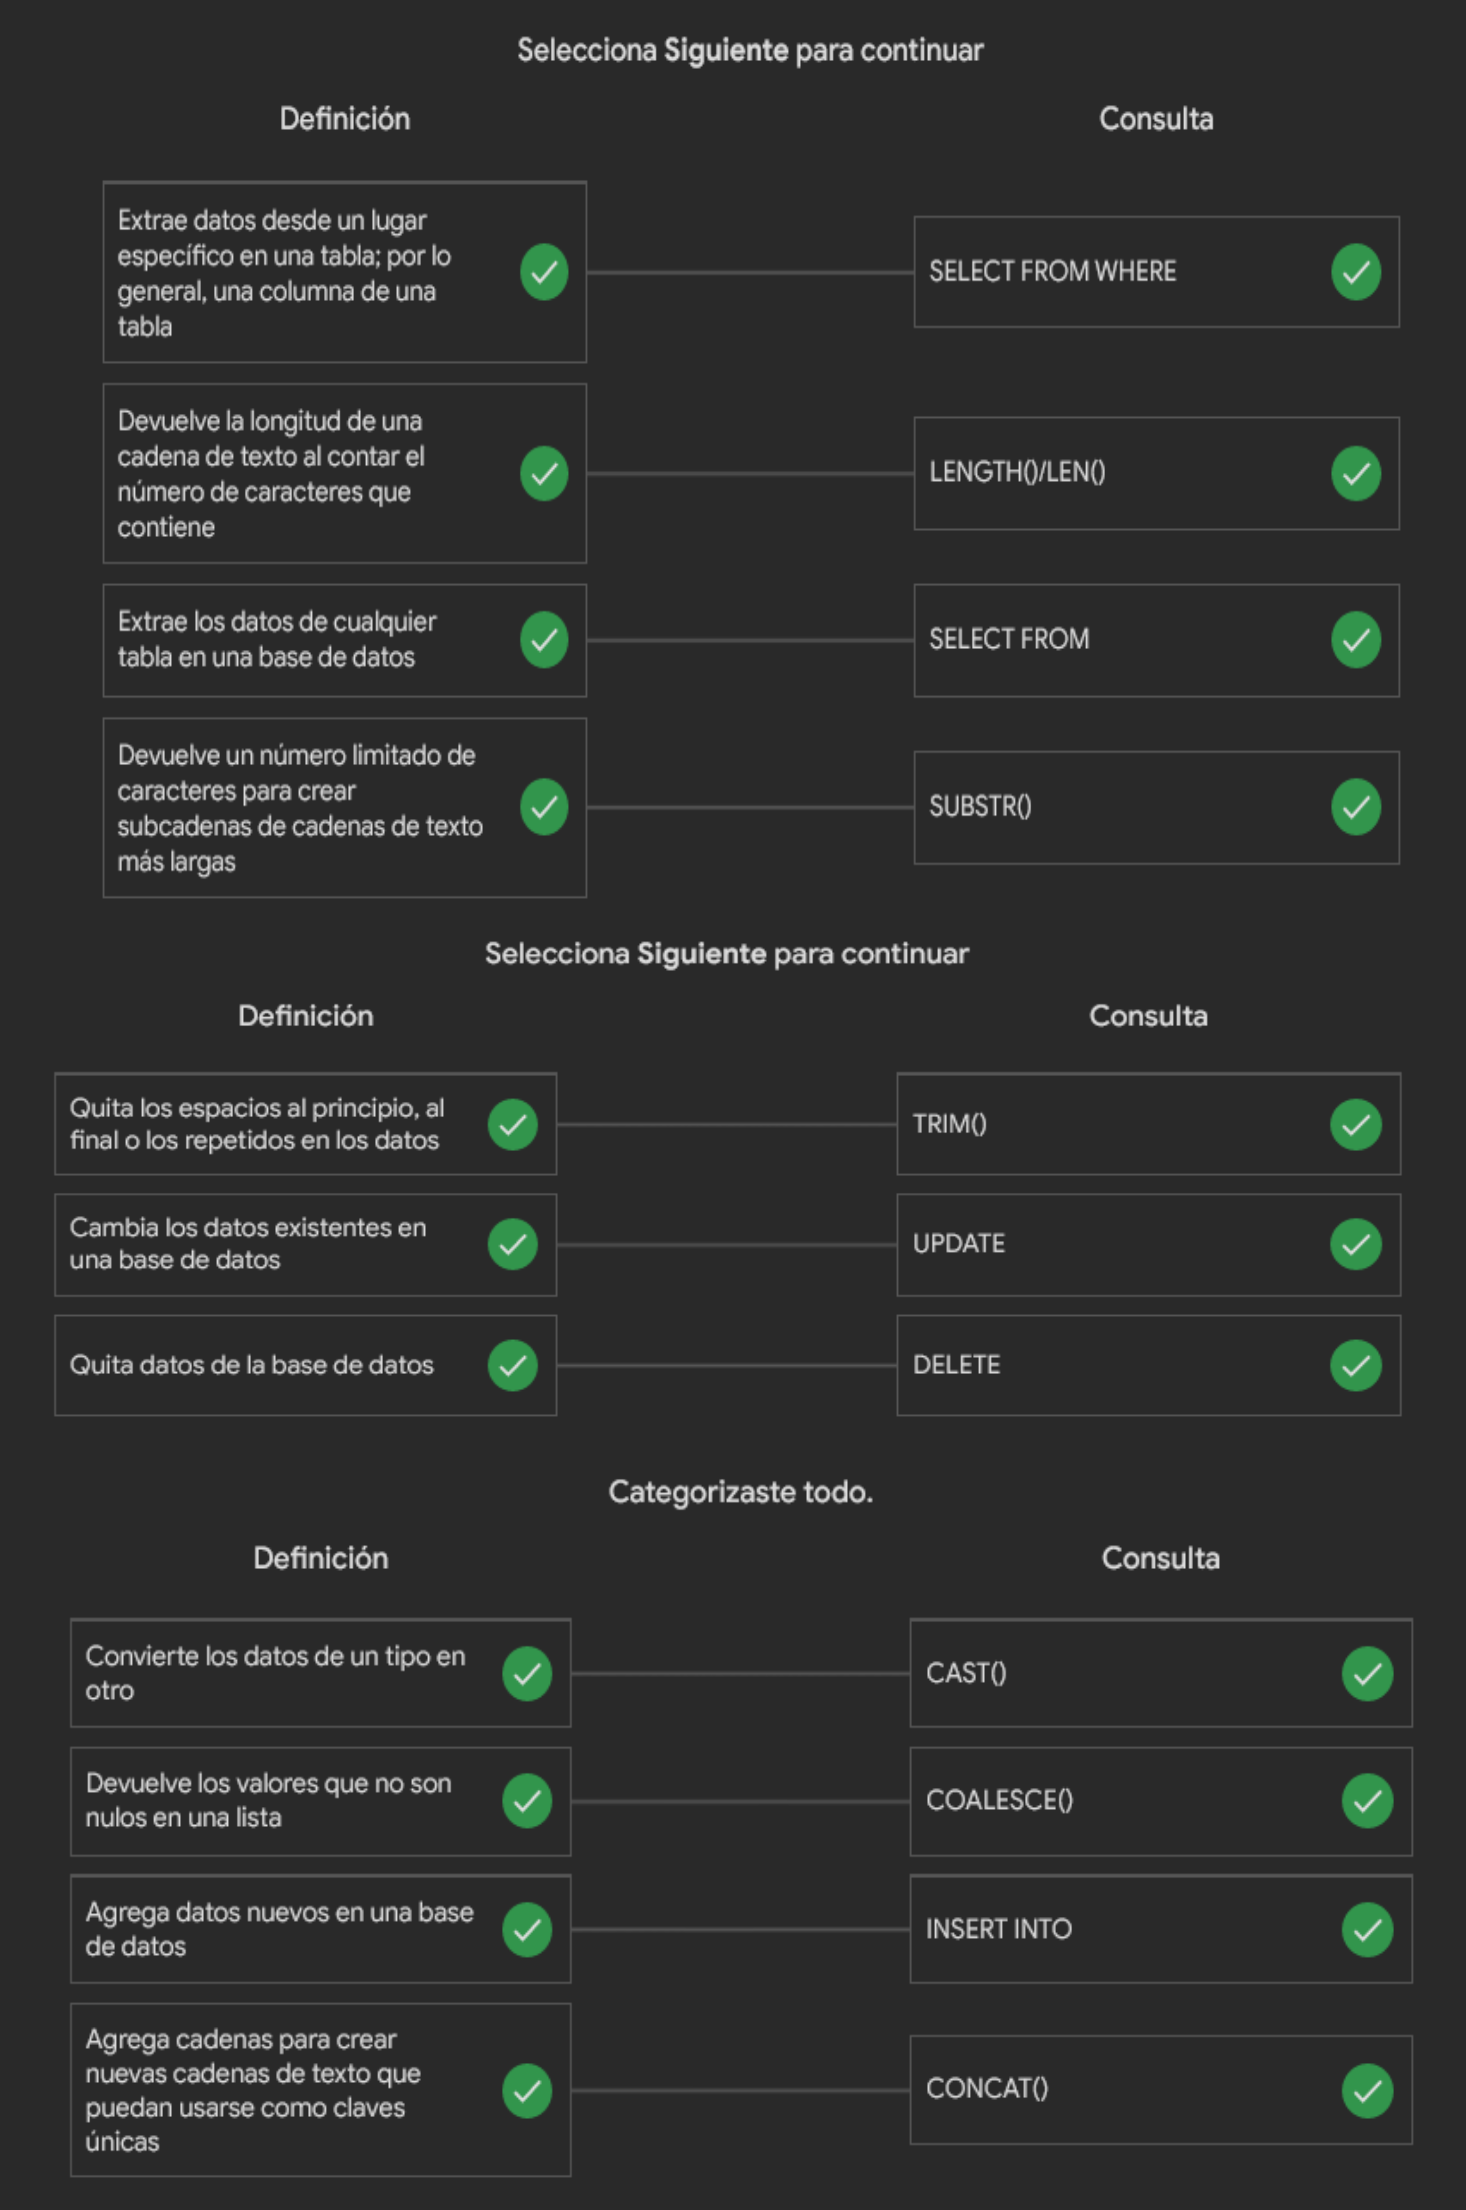 Selecciona Siguiente para continuar
Definición
Consulta
Extrae datos desde un lugar
específico en una tabla; por lo
general, una columna de una
tabla
SELECT FROM WHERE
Devuelve la longitud de una
cadena de texto al contar el
número de caracteres que
contiene
LENGTH()/LEN()
Extrae los datos de cualquier
tabla en una base de datos
SELECT FROM
Devuelve un número limitado de
caracteres para crear
subcadenas de cadenas de texto
más largas
SUBSTR()
Selecciona Siguiente para continuar
Definición
Consulta
Quita los espacios al principio, al
final o los repetidos en los datos
TRIM()
Cambia los datos existentes en
una base de datos
UPDATE
Quita datos de la base de datos
DELETE
Categorizaste todo.
Definición
Consulta
Convierte los datos de un tipo en
otro
CAST()
Devuelve los valores que no son
nulos en una lista
COALESCE()
Agrega datos nuevos en una base
de datos
INSERT INTO
Agrega cadenas para crear
nuevas cadenas de texto que
puedan usarse como claves
únicas
CONCAT()